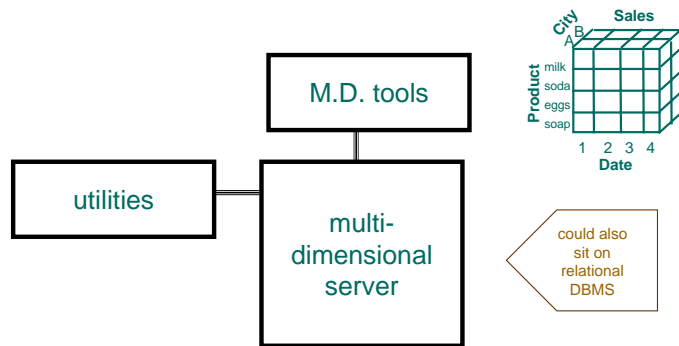 City
Sales
B
A
M.D. tools
Product
milk
soda
eggs
soap
1 2 3 4
Date
utilities
multi-
dimensional
server
could also
sit on
relational
DBMS